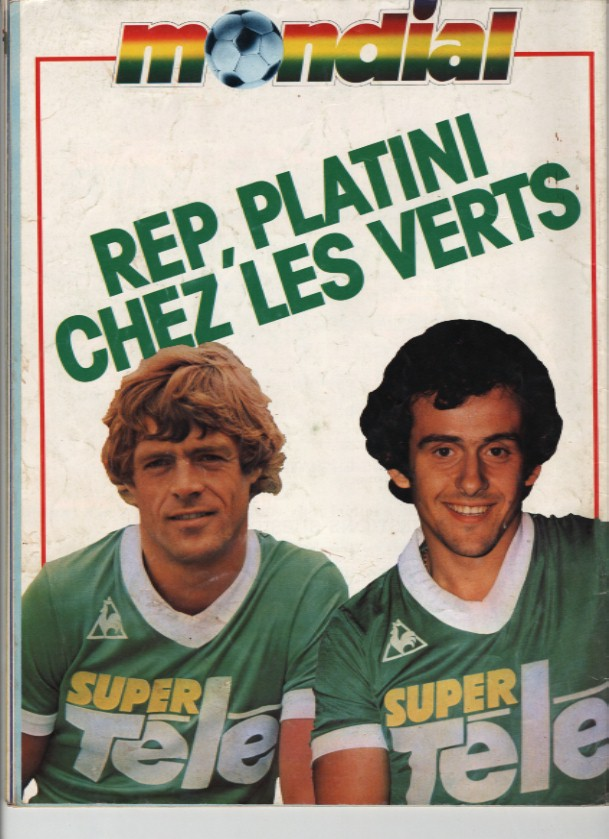 mondial
REP, PLATINI
CHEZ LES VERTS
SUPER
Télé
SUPER
Télé